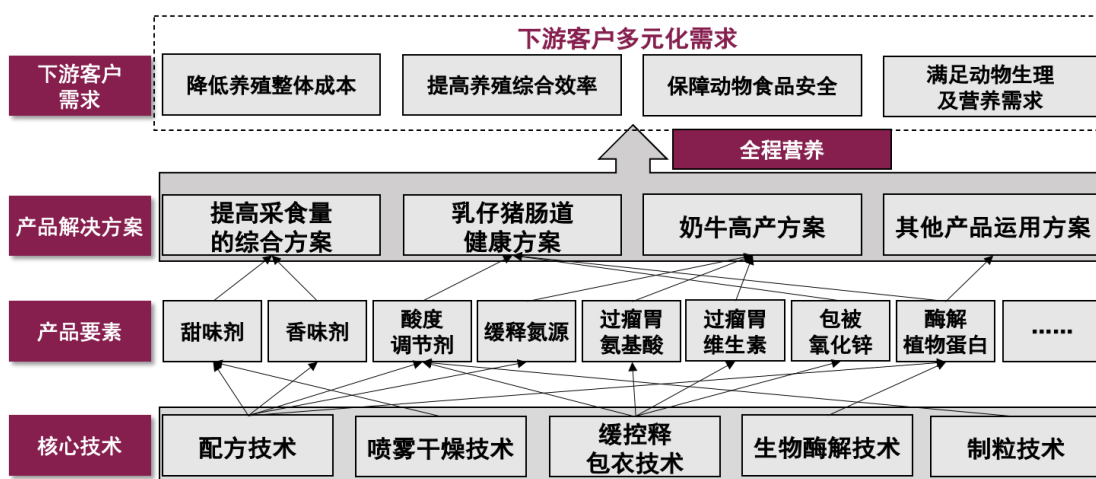 下游客户多元化需求
下游客户
需求
降低养殖整体成本
提高养殖综合效率
保障动物食品安全
满足动物生理
及营养需求
全程营养
产品解决方案
提高采食量
的综合方案
乳仔猪肠道
健康方案
奶牛高产方案
其他产品运用方案
产品要素
甜味剂
香味剂
酸度
调节剂
缓释氮源
过瘤胃
氨基酸
过瘤胃
维生素
包被
氧化锌
酶解
植物蛋白
……
核心技术
配方技术
喷雾干燥技术
缓控释
包衣技术
生物酶解技术
制粒技术